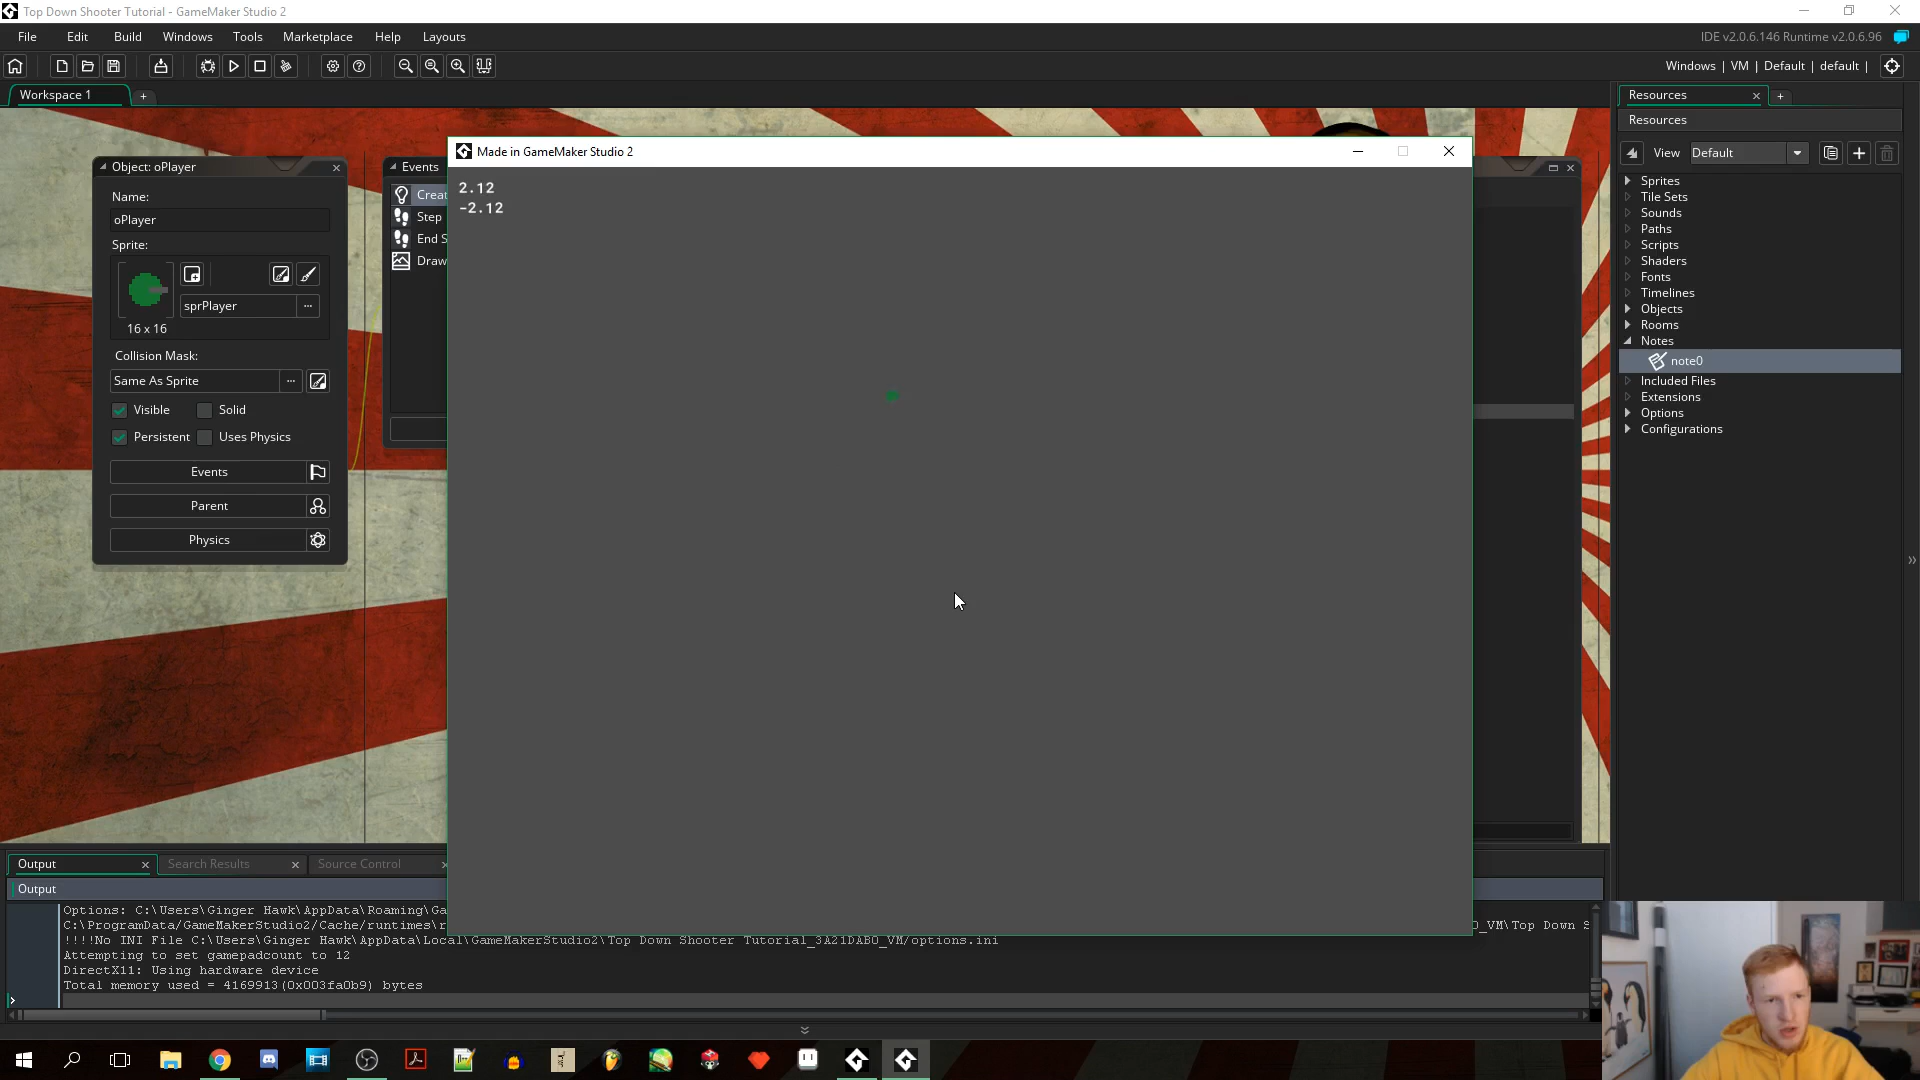 Top Down Shooter Tutorial - GameMaker Studio 2
File Edit Build Windows Tools Marketplace Help Layouts
IDE v2.0.6.146 Runtime v2.0.6.96
Windows | VM | Default | default |
Workspace 1
Object: oPlayer
Name:
oPlayer
Sprite:
sprPlayer
16 x 16
Collision Mask:
Same As Sprite
Visible Solid
Persistent Uses Physics
Events
Parent
Physics
Events
Creat
Step
End S
Draw
Made in GameMaker Studio 2
2.12
-2.12
Resources
Resources
View Default
Sprites
Tile Sets
Sounds
Paths
Scripts
Shaders
Fonts
Timelines
Objects
Rooms
Notes
note0
Included Files
Extensions
Options
Configurations
Output Search Results Source Control
Output
Options: C:\Users\Ginger Hawk\AppData\Roaming\Ga
C:\ProgramData/GameMakerStudio2/Cache/runtimes\r
O_VM\Top Down S
!!!!No INI File C:\Users\Ginger Hawk\AppData\Local\GameMakerStudio2\Top Down Shooter Tutorial_3A21DABO_VM/options.ini
Attempting to set gamepadcount to 12
DirectX11: Using hardware device
Total memory used = 4169913(0x003fa0b9) bytes